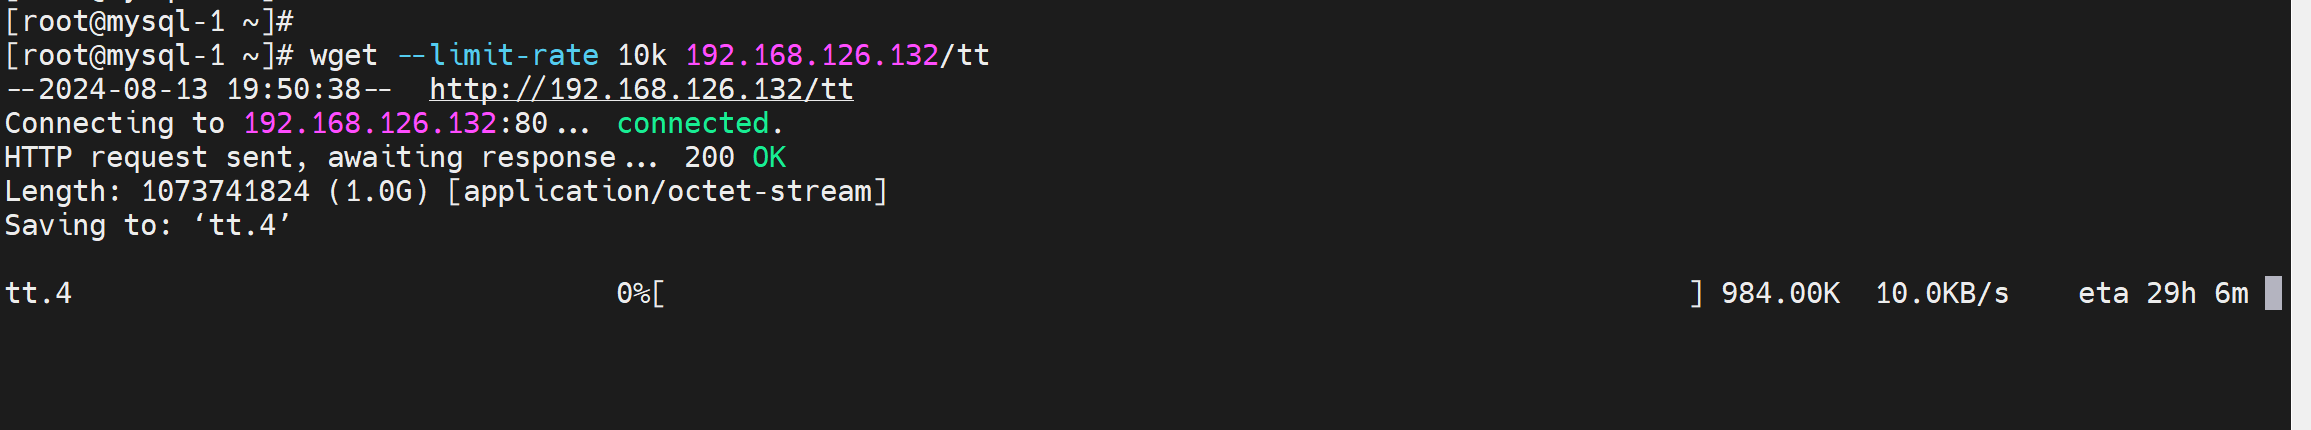 [root@mysql-1 ~]#
[root@mysql-1 ~]# wget --limit-rate 10k 192.168.126.132/tt
--2024-08-13 19:50:38--  http://192.168.126.132/tt
Connecting to 192.168.126.132:80... connected.
HTTP request sent, awaiting response... 200 OK
Length: 1073741824 (1.0G) [application/octet-stream]
Saving to: ‘tt.4’
tt.4 0%[ ] 984.00K 10.0KB/s eta 29h 6m